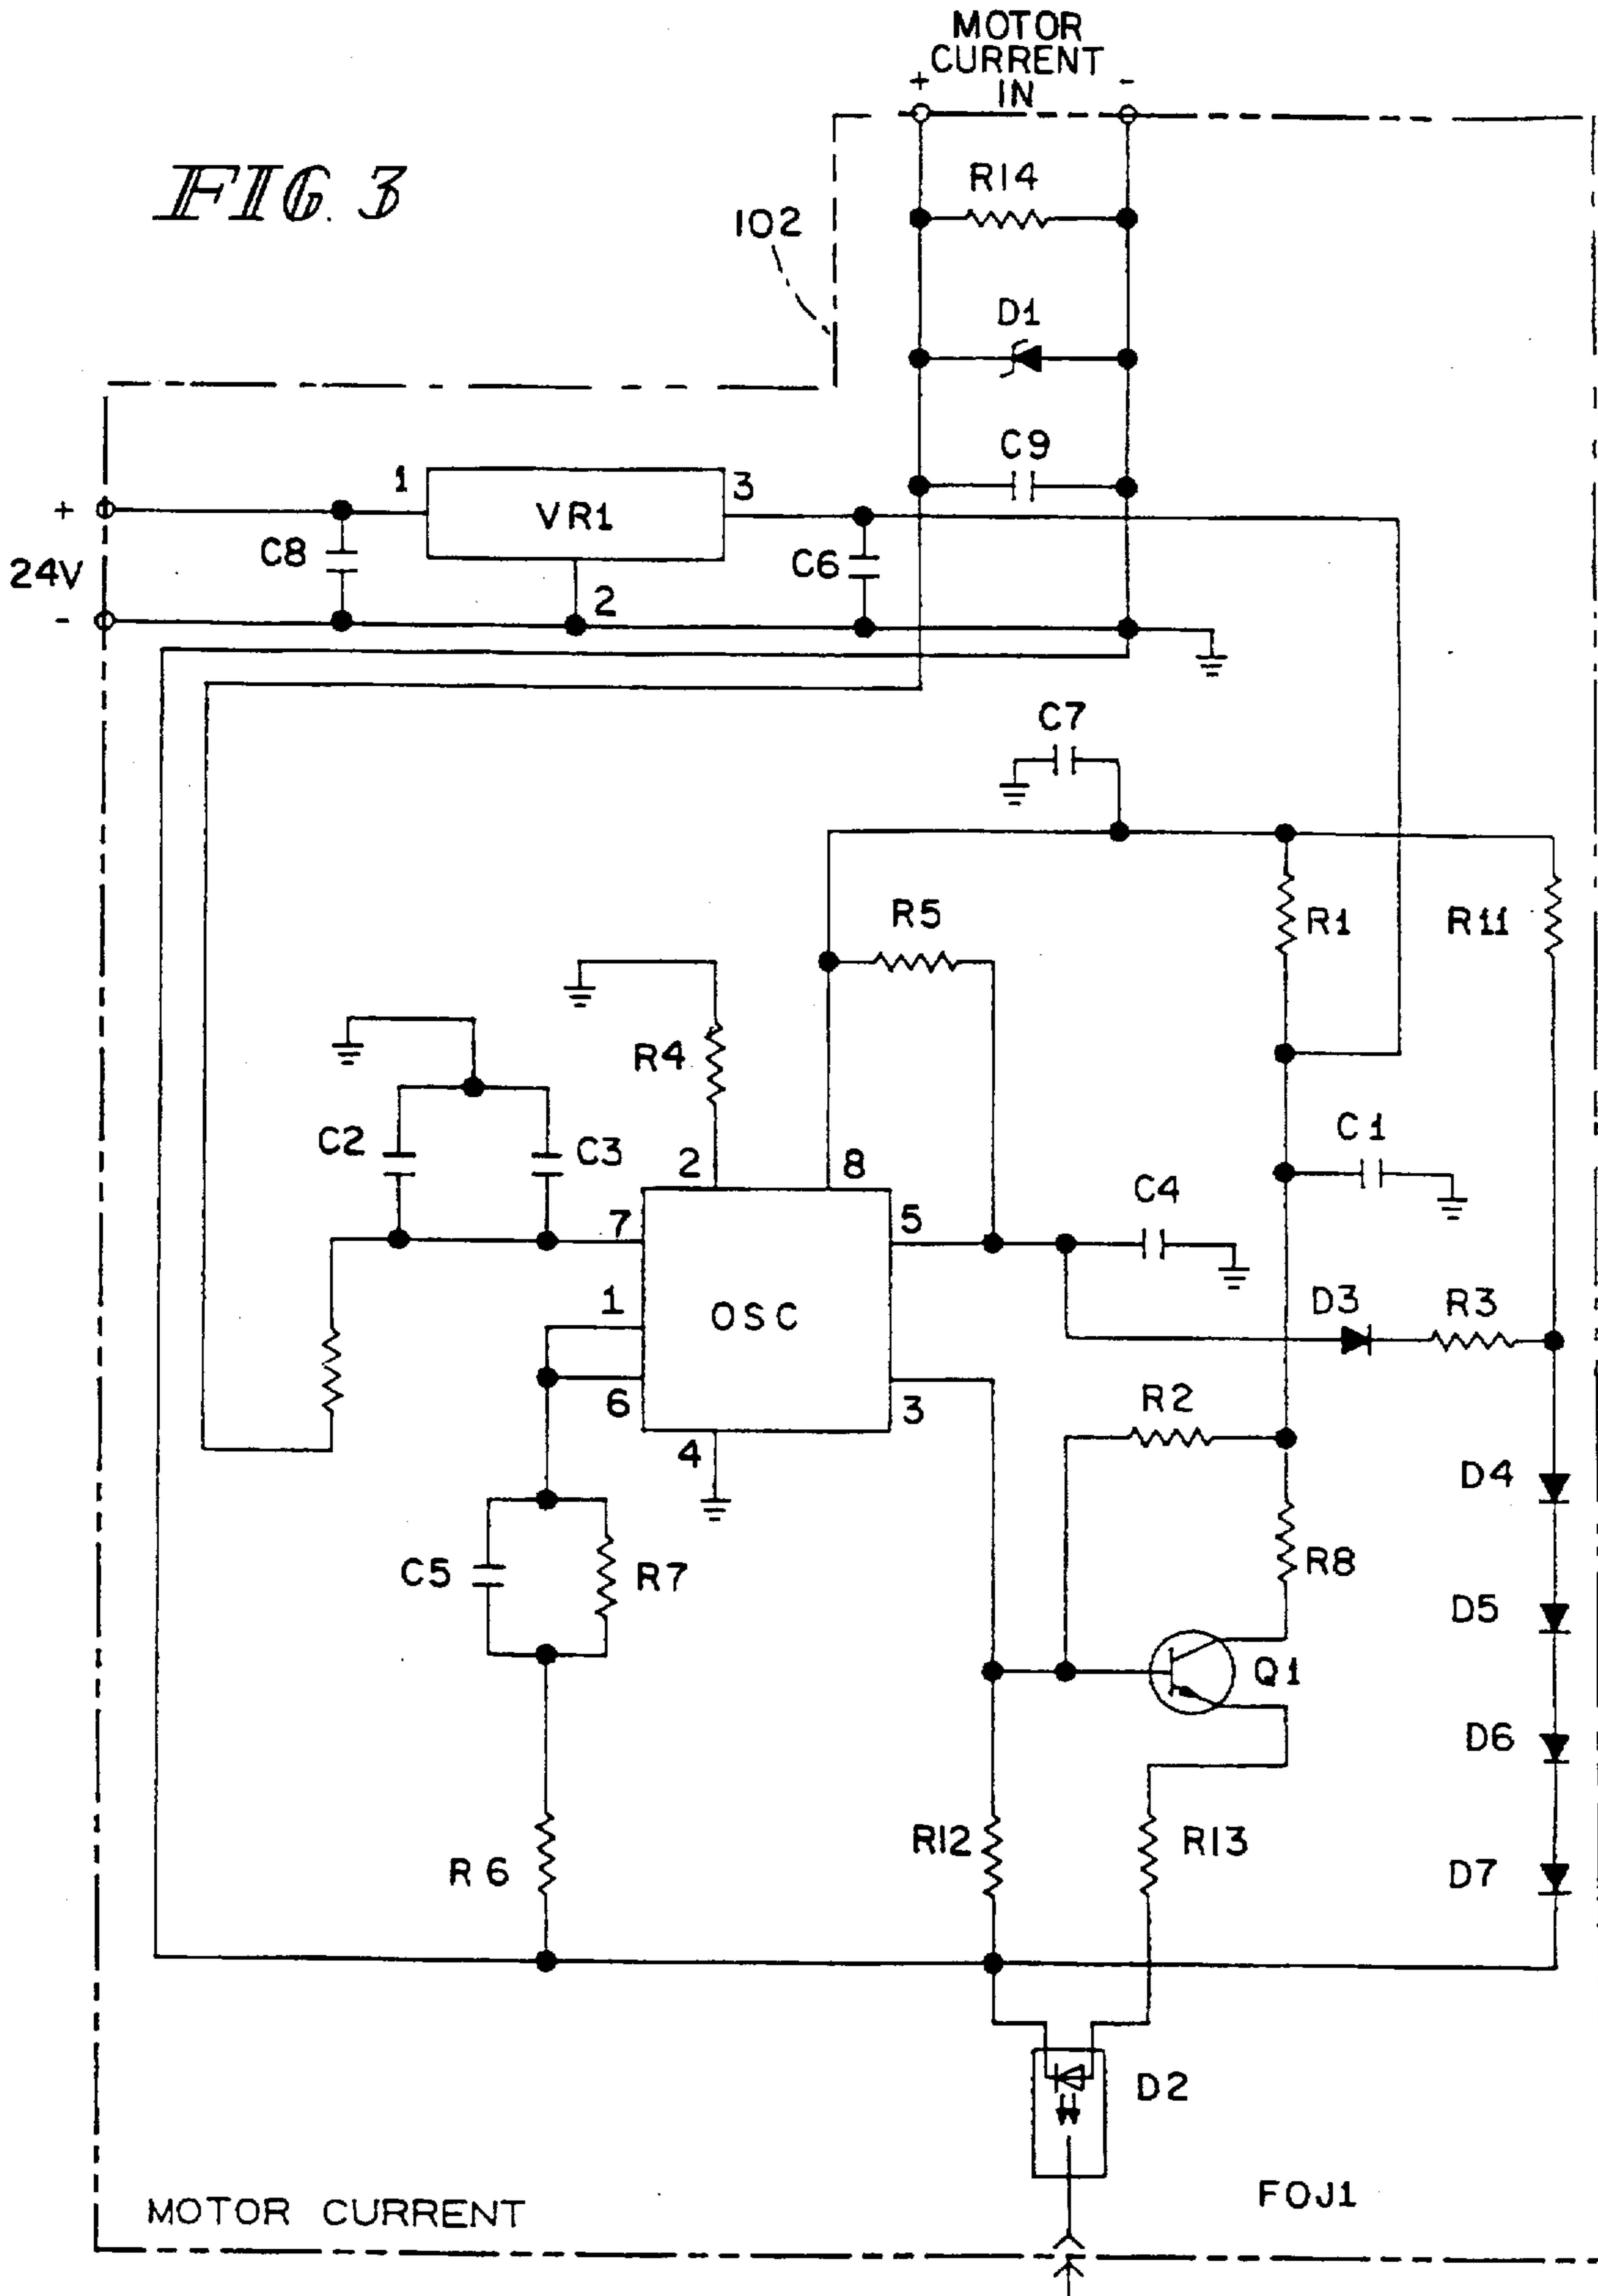 MOTOR
CURRENT
IN
+ -
FIG. 3
R14
102
D1
C9
1
3
VR1
+
C8
C6
24V
2
-
C7
R5
R1
R11
R4
C2
C3
C1
2
8
7
5
C4
1
OSC
D3
R3
6
3
R2
4
D4
C5
R7
R8
D5
Q1
D6
R6
R12
R13
D7
D2
FOJ1
MOTOR CURRENT